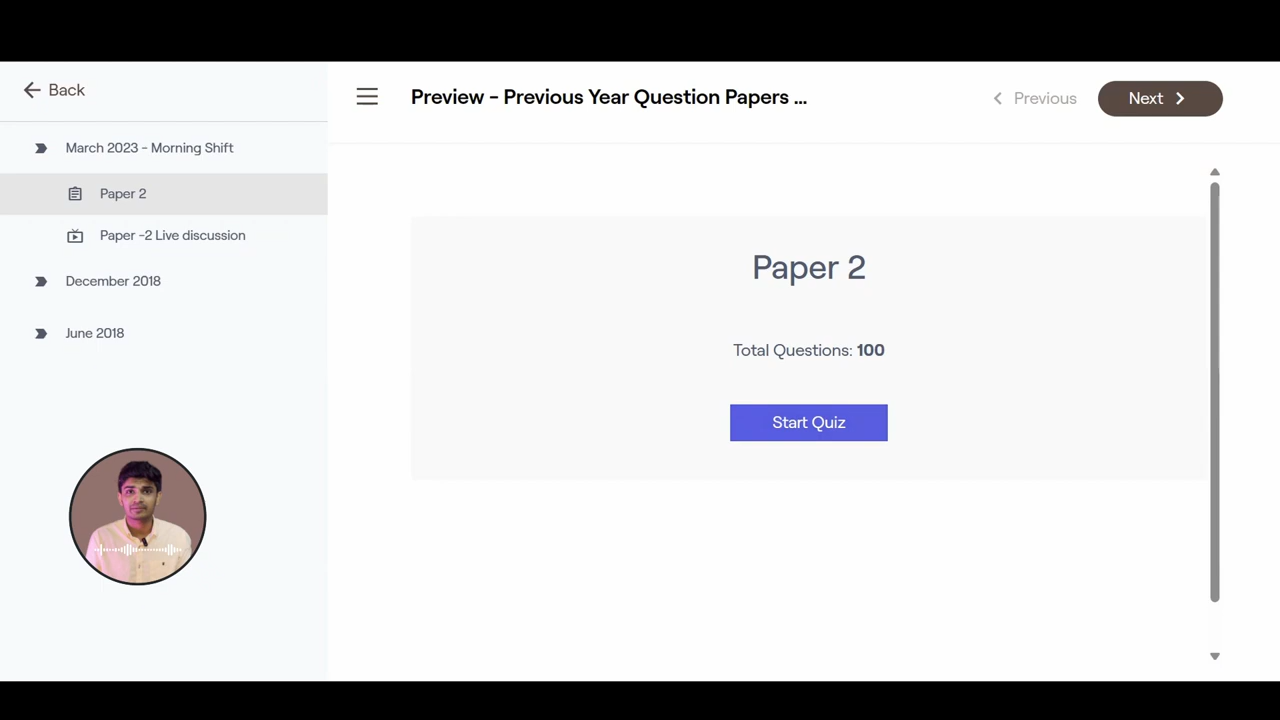 Back
Preview - Previous Year Question Papers ...
Previous
Next
March 2023 - Morning Shift
Paper 2
Paper -2 Live discussion
December 2018
June 2018
Paper 2
Total Questions: 100
Start Quiz